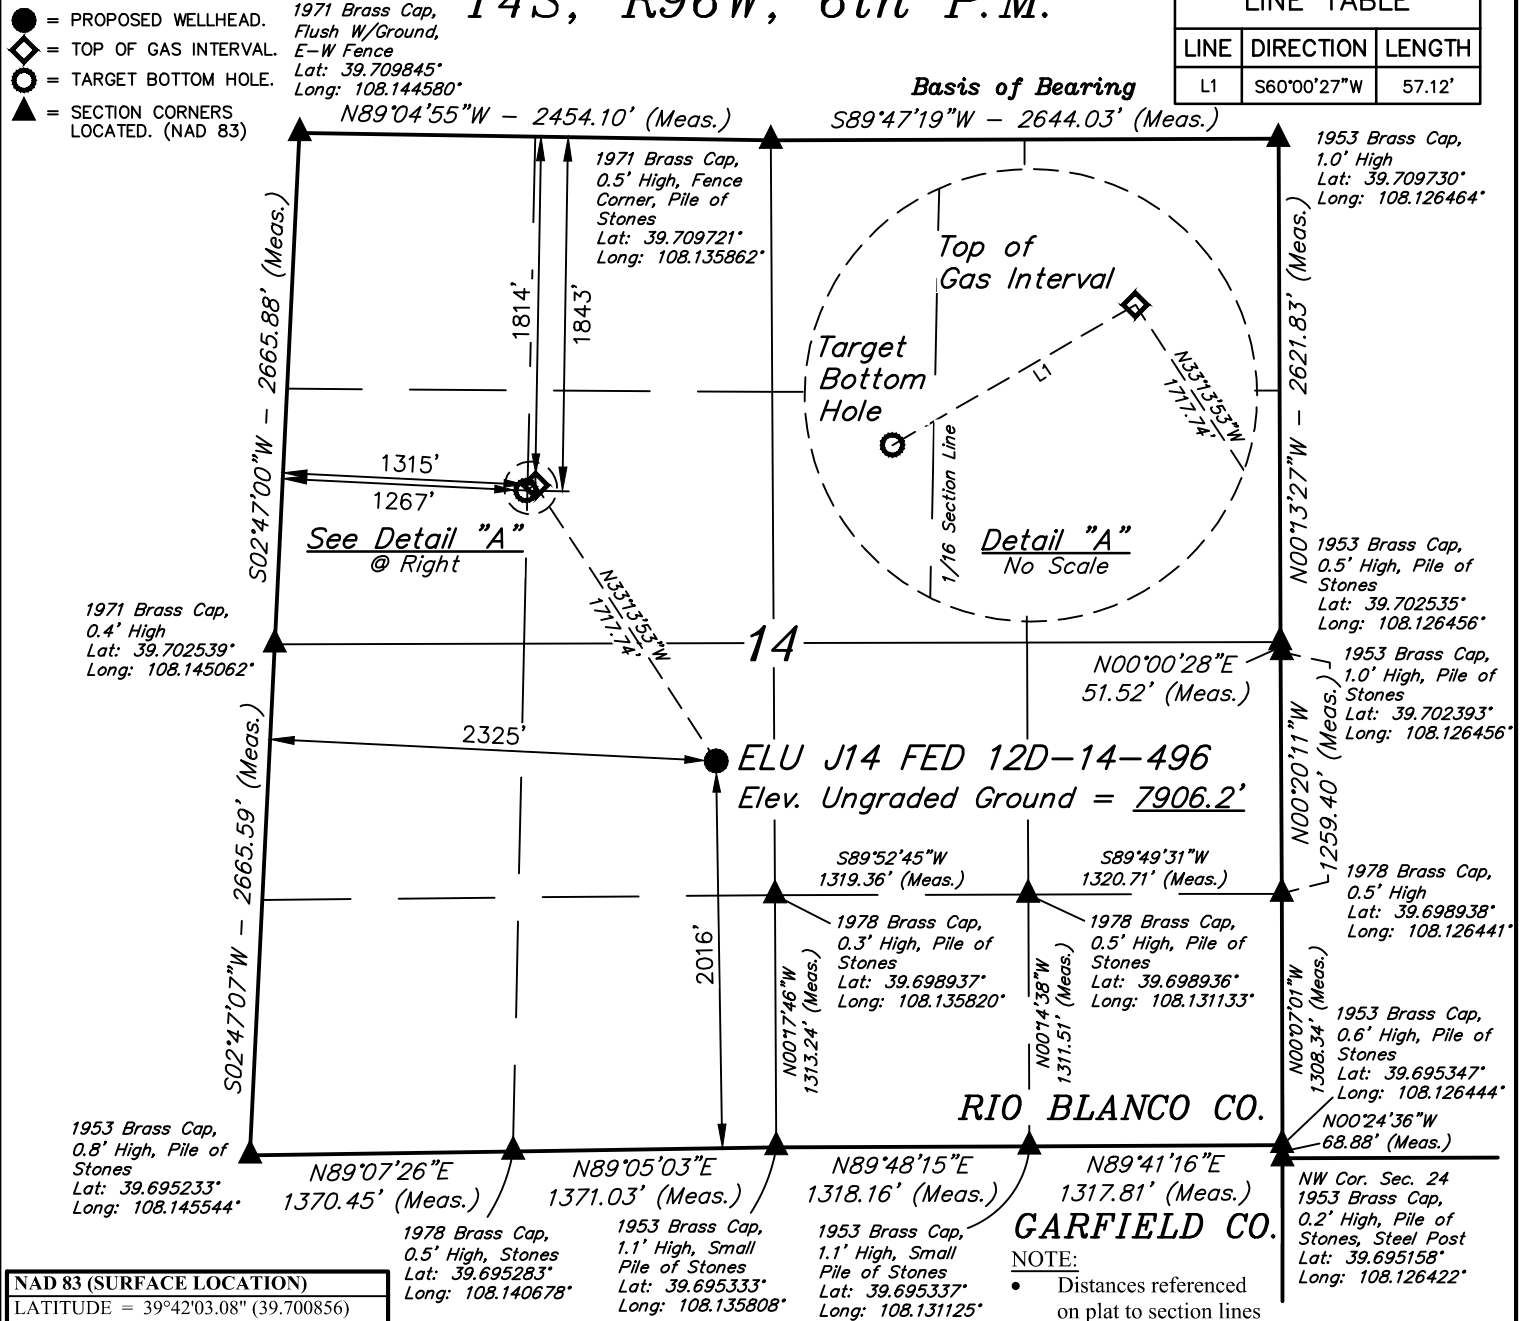 T4S, R96W, 6th P.M.
= PROPOSED WELLHEAD.
= TOP OF GAS INTERVAL.
= TARGET BOTTOM HOLE.
= SECTION CORNERS
LOCATED. (NAD 83)
1971 Brass Cap,
Flush W/Ground,
E-W Fence
Lat: 39.709845°
Long: 108.144580°
LINE TABLE
LINE DIRECTION LENGTH
L1 S60°00'27"W 57.12'
Basis of Bearing
N89°04'55"W - 2454.10' (Meas.)
S89°47'19"W - 2644.03' (Meas.)
1953 Brass Cap,
1.0' High
Lat: 39.709730°
Long: 108.126464°
1971 Brass Cap,
0.5' High, Fence
Corner, Pile of
Stones
Lat: 39.709721°
Long: 108.135862°
S02°47'00"W - 2665.88' (Meas.)
1814'
1843'
Top of
Gas Interval
Target
Bottom
Hole
L1
N33°13'53"W
1717.74'
1/16 Section Line
Detail "A"
No Scale
N00°13'27"W - 2621.83' (Meas.)
1315'
1267'
See Detail "A"
@ Right
N33°13'53"W
1717.74'
1953 Brass Cap,
0.5' High, Pile of
Stones
Lat: 39.702535°
Long: 108.126456°
1971 Brass Cap,
0.4' High
Lat: 39.702539°
Long: 108.145062°
14
N00°00'28"E
51.52' (Meas.)
1953 Brass Cap,
1.0' High, Pile of
Stones
Lat: 39.702393°
Long: 108.126456°
2325'
ELU J14 FED 12D-14-496
Elev. Ungraded Ground = 7906.2'
S02°47'07"W - 2665.59' (Meas.)
N00°20'11"W
1259.40' (Meas.)
S89°52'45"W
1319.36' (Meas.)
S89°49'31"W
1320.71' (Meas.)
1978 Brass Cap,
0.5' High
Lat: 39.698938°
Long: 108.126441°
2016'
1978 Brass Cap,
0.3' High, Pile of
Stones
Lat: 39.698937°
Long: 108.135820°
1978 Brass Cap,
0.5' High, Pile of
Stones
Lat: 39.698936°
Long: 108.131133°
N00°17'46"W
1313.24' (Meas.)
N00°14'38"W
1311.51' (Meas.)
N00°07'01"W
1308.34' (Meas.)
1953 Brass Cap,
0.6' High, Pile of
Stones
Lat: 39.695347°
Long: 108.126444°
RIO BLANCO CO.
N00°24'36"W
68.88' (Meas.)
1953 Brass Cap,
0.8' High, Pile of
Stones
Lat: 39.695233°
Long: 108.145544°
N89°07'26"E
1370.45' (Meas.)
N89°05'03"E
1371.03' (Meas.)
N89°48'15"E
1318.16' (Meas.)
N89°41'16"E
1317.81' (Meas.)
NW Cor. Sec. 24
1953 Brass Cap,
0.2' High, Pile of
Stones, Steel Post
Lat: 39.695158°
Long: 108.126422°
GARFIELD CO.
1978 Brass Cap,
0.5' High, Stones
Lat: 39.695283°
Long: 108.140678°
1953 Brass Cap,
1.1' High, Small
Pile of Stones
Lat: 39.695333°
Long: 108.135808°
1953 Brass Cap,
1.1' High, Small
Pile of Stones
Lat: 39.695337°
Long: 108.131125°
NOTE:
• Distances referenced
on plat to section lines
NAD 83 (SURFACE LOCATION)
LATITUDE = 39°42'03.08" (39.700856)